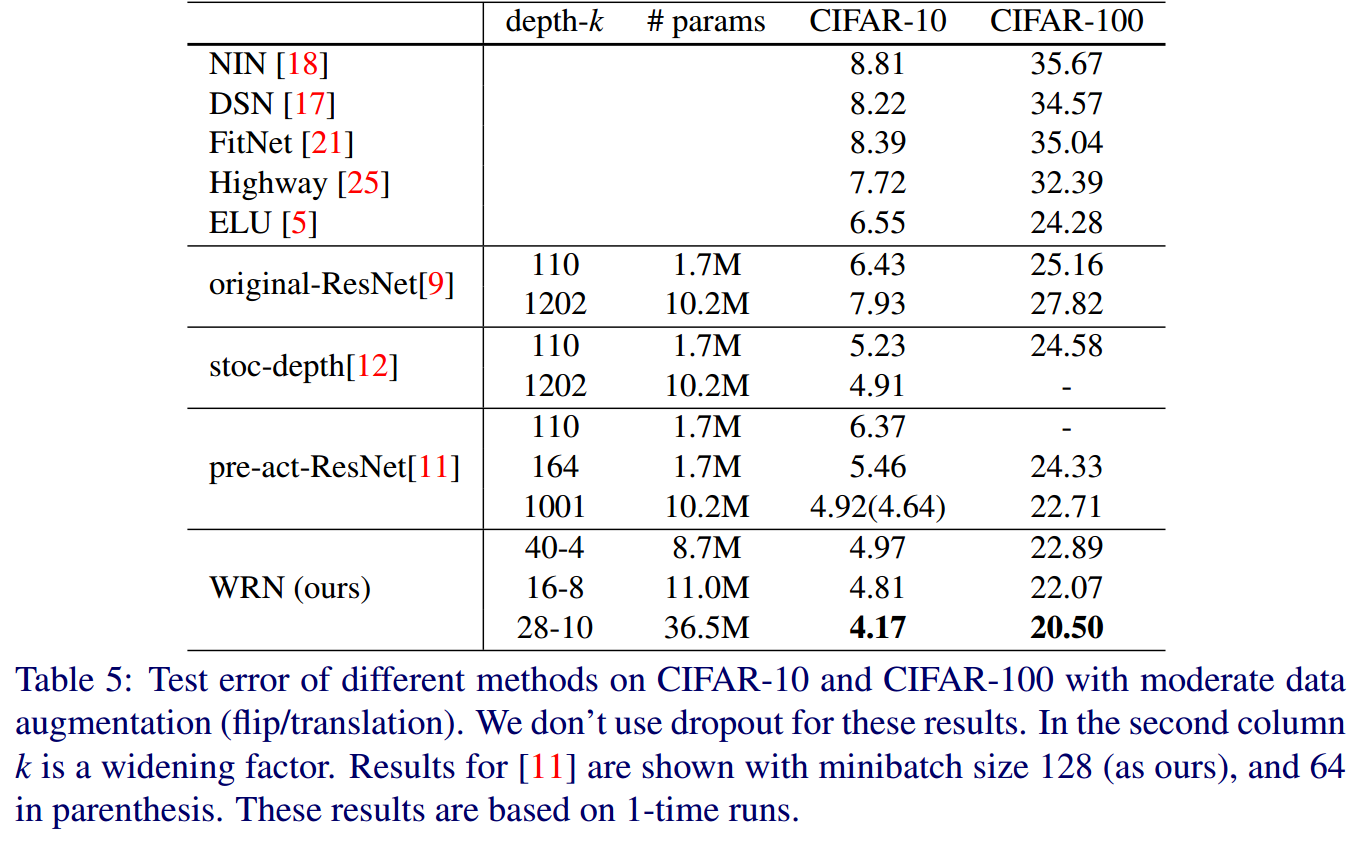 depth-k # params CIFAR-10 CIFAR-100
NIN [18] 8.81 35.67
DSN [17] 8.22 34.57
FitNet [21] 8.39 35.04
Highway [25] 7.72 32.39
ELU [5] 6.55 24.28
original-ResNet[9] 110 1.7M 6.43 25.16
1202 10.2M 7.93 27.82
stoc-depth[12] 110 1.7M 5.23 24.58
1202 10.2M 4.91 -
pre-act-ResNet[11] 110 1.7M 6.37 -
164 1.7M 5.46 24.33
1001 10.2M 4.92(4.64) 22.71
WRN (ours) 40-4 8.7M 4.97 22.89
16-8 11.0M 4.81 22.07
28-10 36.5M 4.17 20.50
Table 5: Test error of different methods on CIFAR-10 and CIFAR-100 with moderate data
augmentation (flip/translation). We don't use dropout for these results. In the second column
k is a widening factor. Results for [11] are shown with minibatch size 128 (as ours), and 64
in parenthesis. These results are based on 1-time runs.